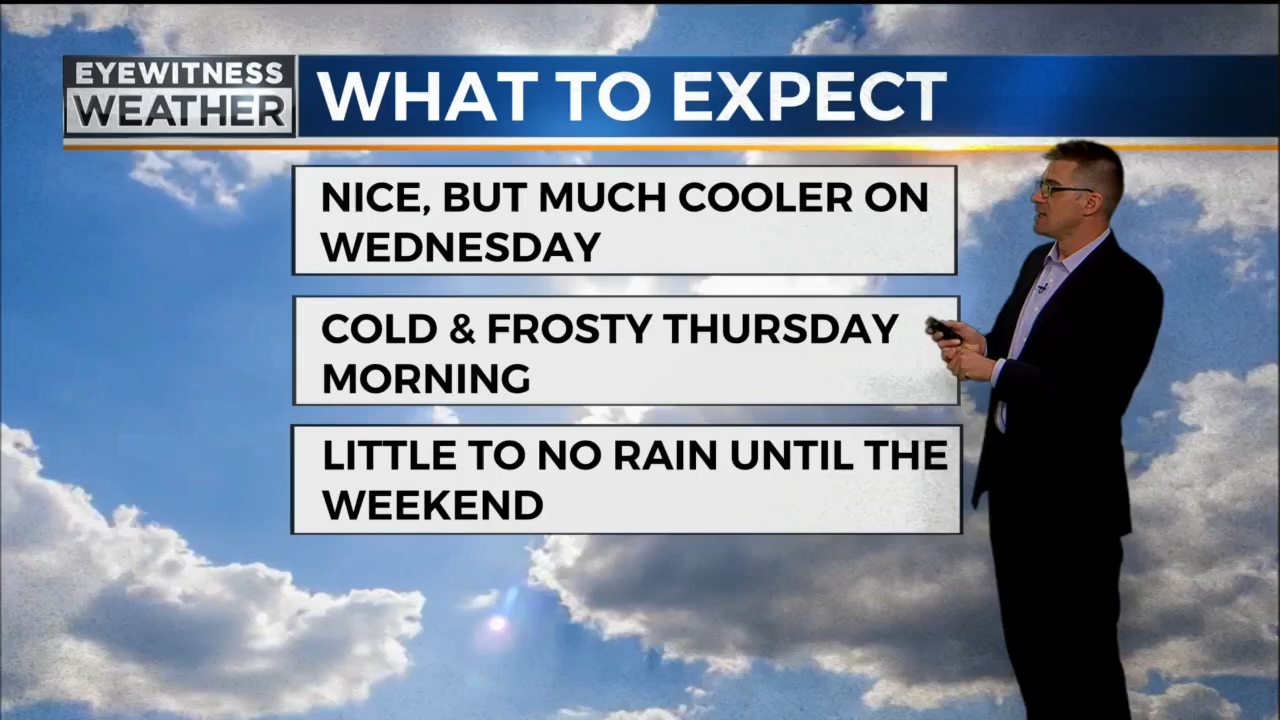 EYEWITNESS
WEATHER
WHAT TO EXPECT
NICE, BUT MUCH COOLER ON
WEDNESDAY
COLD & FROSTY THURSDAY
MORNING
LITTLE TO NO RAIN UNTIL THE
WEEKEND